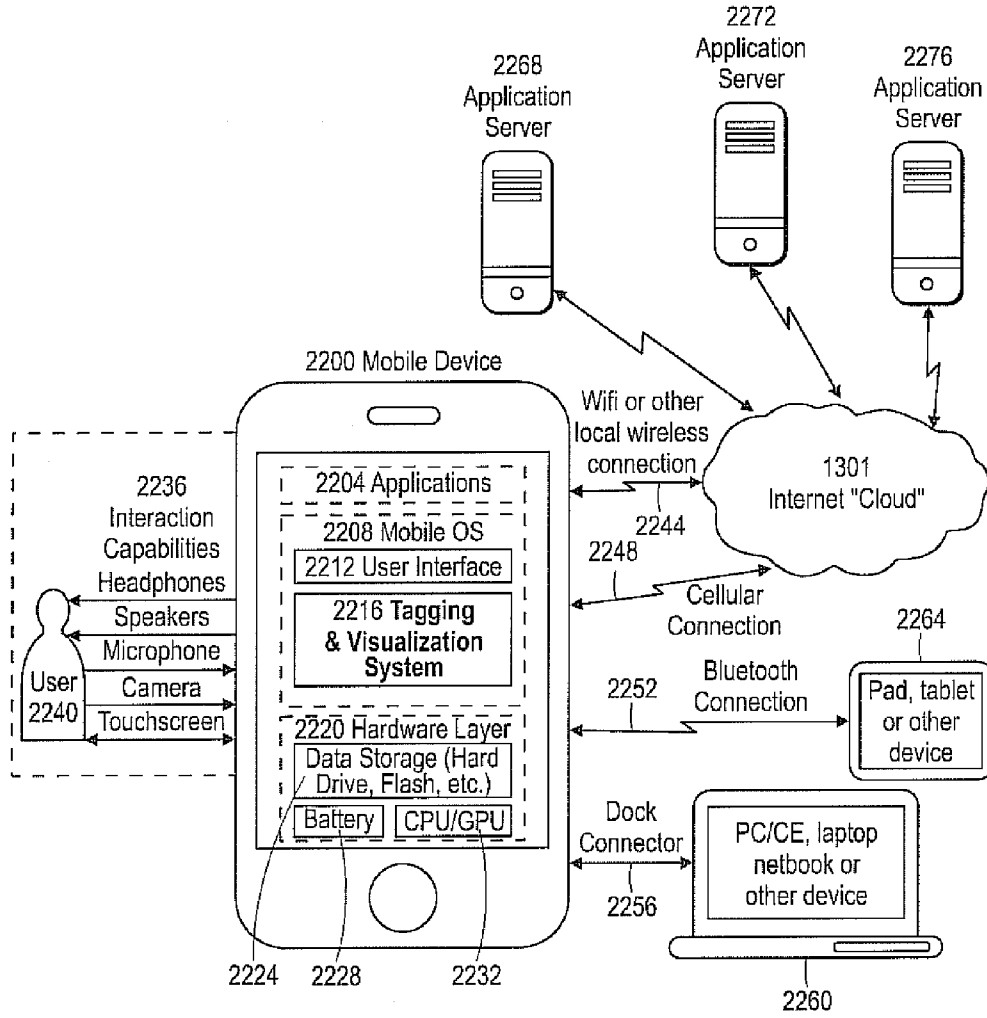 2268
Application
Server
2272
Application
Server
2276
Application
Server
2200 Mobile Device
2204 Applications
2208 Mobile OS
2212 User Interface
2216 Tagging
& Visualization
System
2220 Hardware Layer
Data Storage (Hard
Drive, Flash, etc.)
Battery
CPU/GPU
2224
2228
2232
2236
Interaction
Capabilities
Headphones
Speakers
Microphone
Camera
Touchscreen
User
2240
Wifi or other
local wireless
connection
2244
1301
Internet "Cloud"
2248
Cellular
Connection
2252
Bluetooth
Connection
2264
Pad, tablet
or other
device
Dock
Connector
2256
PC/CE, laptop
netbook or
other device
2260